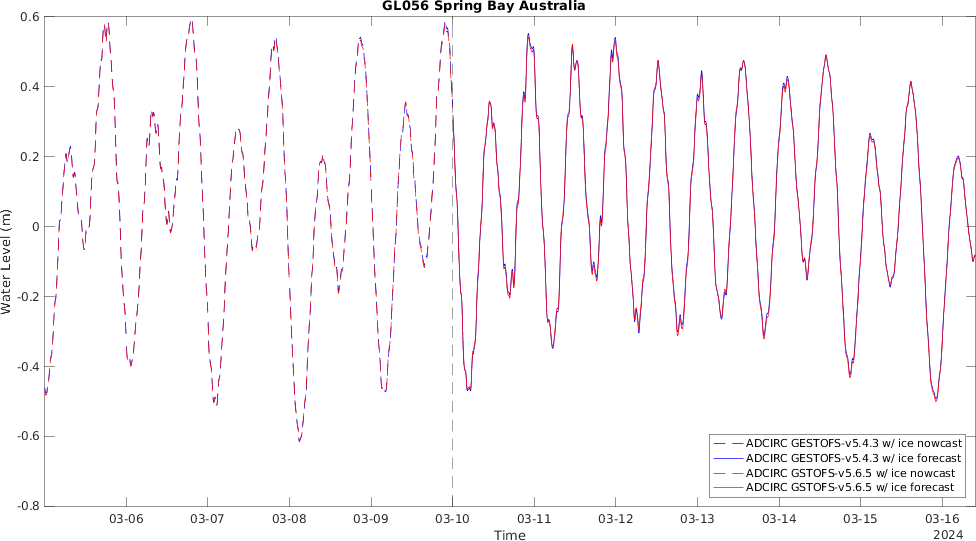 GL056 Spring Bay Australia
0.6
0.4
0.2
0
-0.2
-0.4
-0.6
-0.8
Water Level (m)
ADCIRC GESTOFS-v5.4.3 w/ ice nowcast
ADCIRC GESTOFS-v5.4.3 w/ ice forecast
ADCIRC GSTOFS-v5.6.5 w/ ice nowcast
ADCIRC GSTOFS-v5.6.5 w/ ice forecast
03-06 03-07 03-08 03-09 03-10 03-11 03-12 03-13 03-14 03-15 03-16
Time
2024